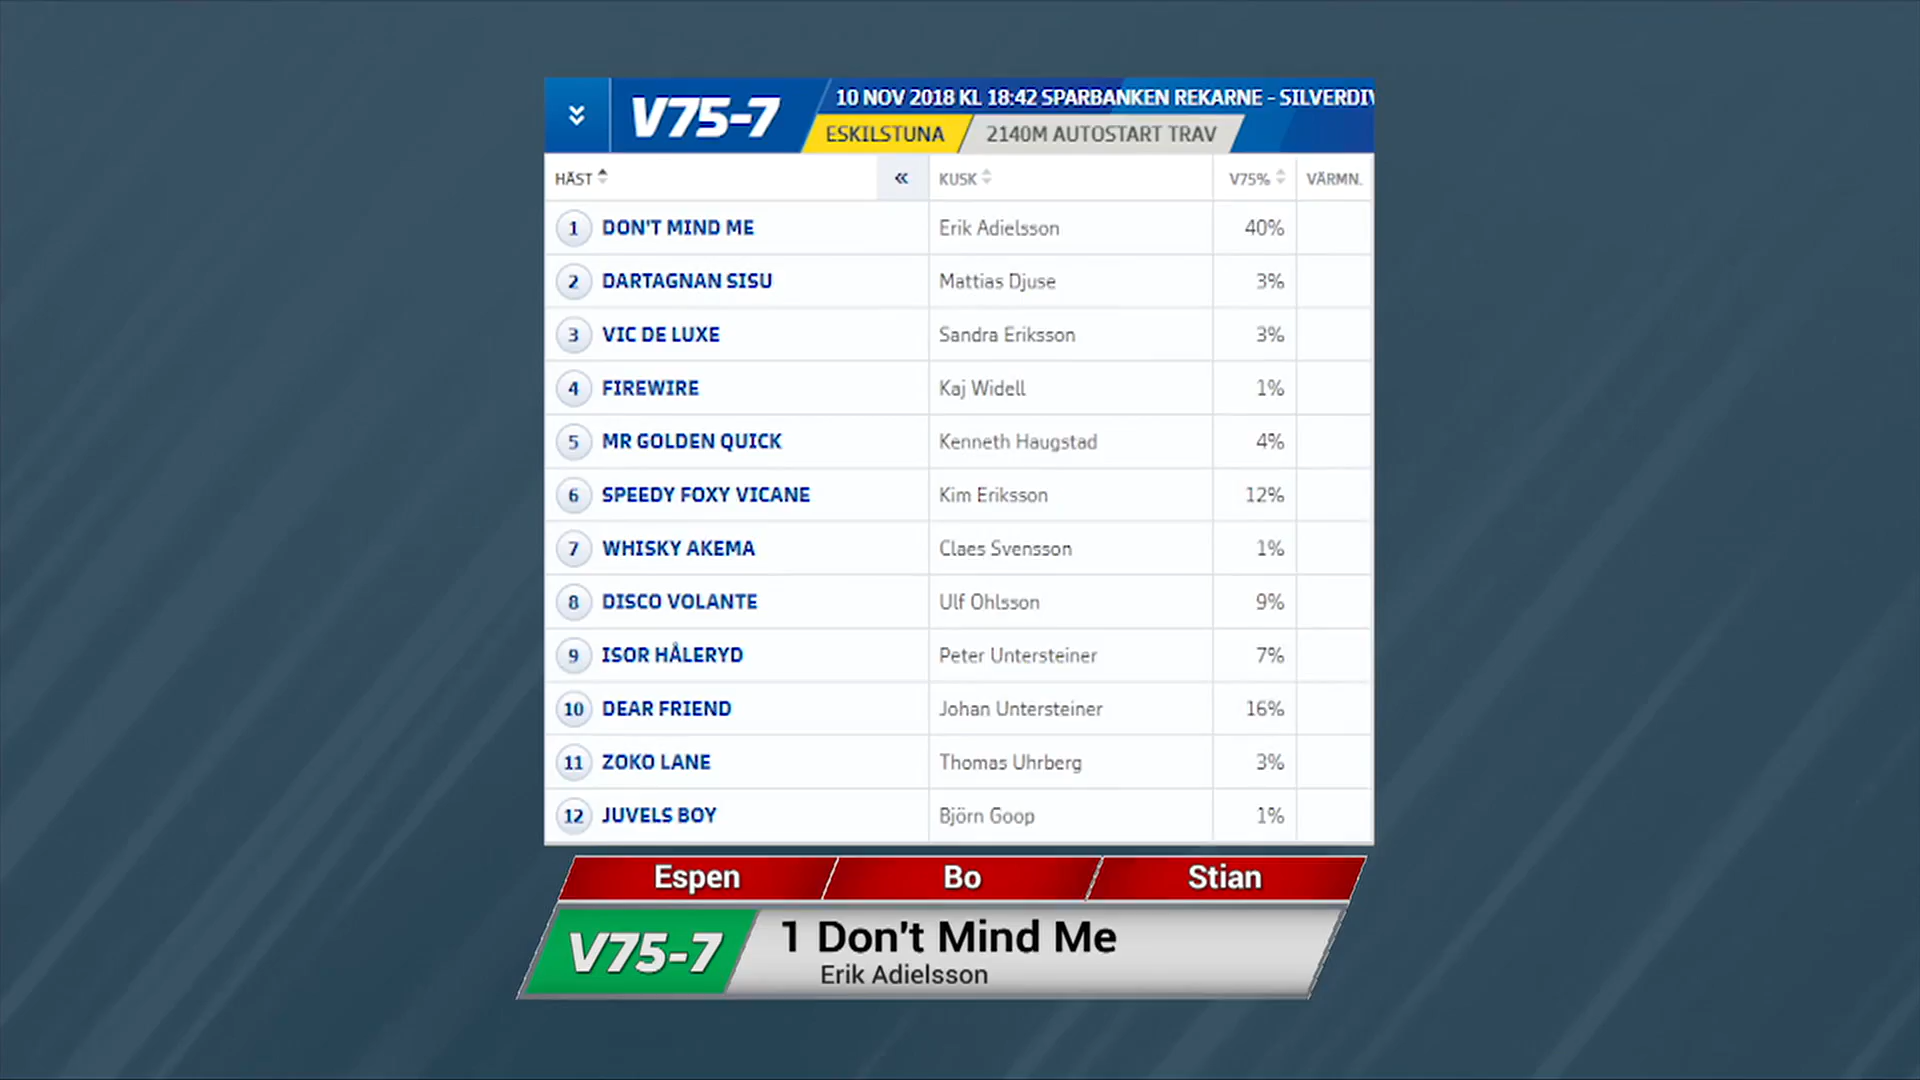 V75-7
10 NOV 2018 KL 18:42 SPARBANKEN REKARNE - SILVERDIV
ESKILSTUNA 2140M AUTOSTART TRAV
HÄST « KUSK V75% VÄRMN.
1 DON'T MIND ME Erik Adielsson 40%
2 DARTAGNAN SISU Mattias Djuse 3%
3 VIC DE LUXE Sandra Eriksson 3%
4 FIREWIRE Kaj Widell 1%
5 MR GOLDEN QUICK Kenneth Haugstad 4%
6 SPEEDY FOXY VICANE Kim Eriksson 12%
7 WHISKY AKEMA Claes Svensson 1%
8 DISCO VOLANTE Ulf Ohlsson 9%
9 ISOR HÅLERYD Peter Untersteiner 7%
10 DEAR FRIEND Johan Untersteiner 16%
11 ZOKO LANE Thomas Uhrberg 3%
12 JUVELS BOY Björn Goop 1%
Espen Bo Stian
V75-7 1 Don't Mind Me
Erik Adielsson